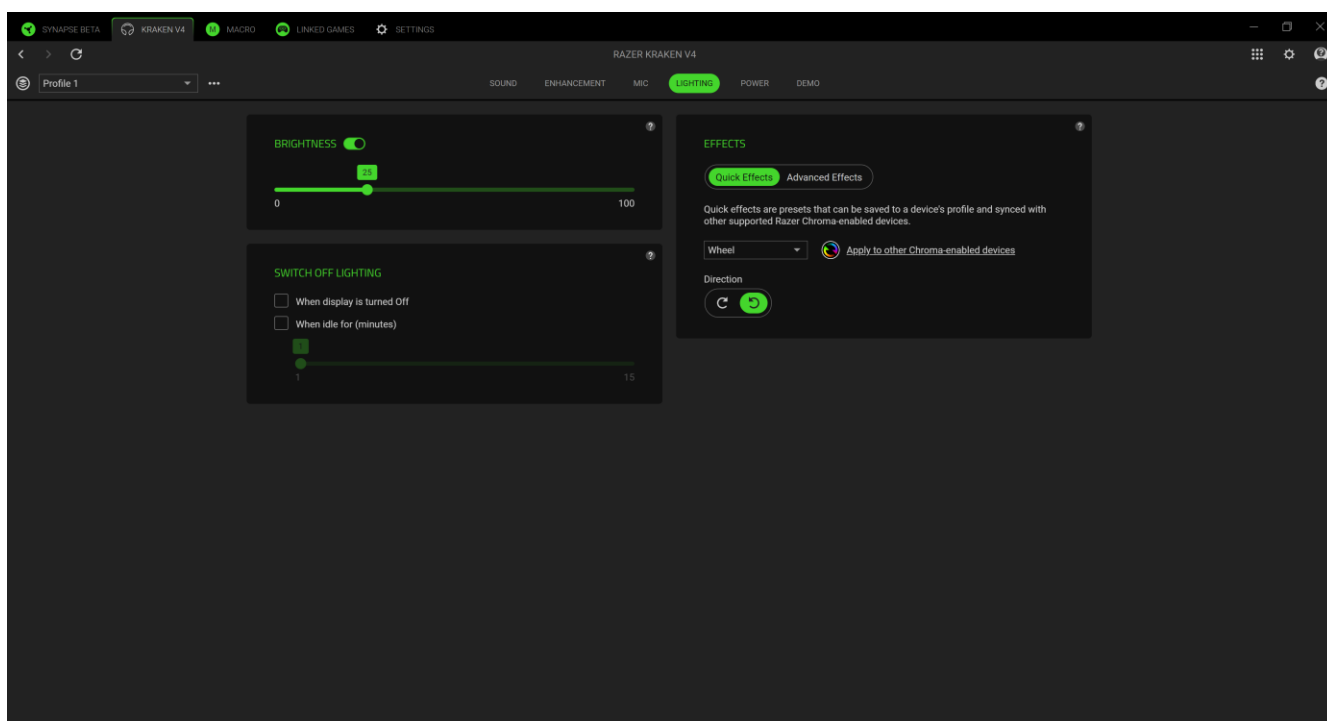 SYNAPSE BETA KRAKEN V4 M MACRO LINKED GAMES SETTINGS
RAZER KRAKEN V4
Profile 1 SOUND ENHANCEMENT MIC LIGHTING POWER DEMO ?
?
BRIGHTNESS
25
0 100
?
SWITCH OFF LIGHTING
When display is turned Off
When idle for (minutes)
1
1 15
?
EFFECTS
Quick Effects Advanced Effects
Quick effects are presets that can be saved to a device's profile and synced with
other supported Razer Chroma-enabled devices.
Wheel Apply to other Chroma-enabled devices
Direction